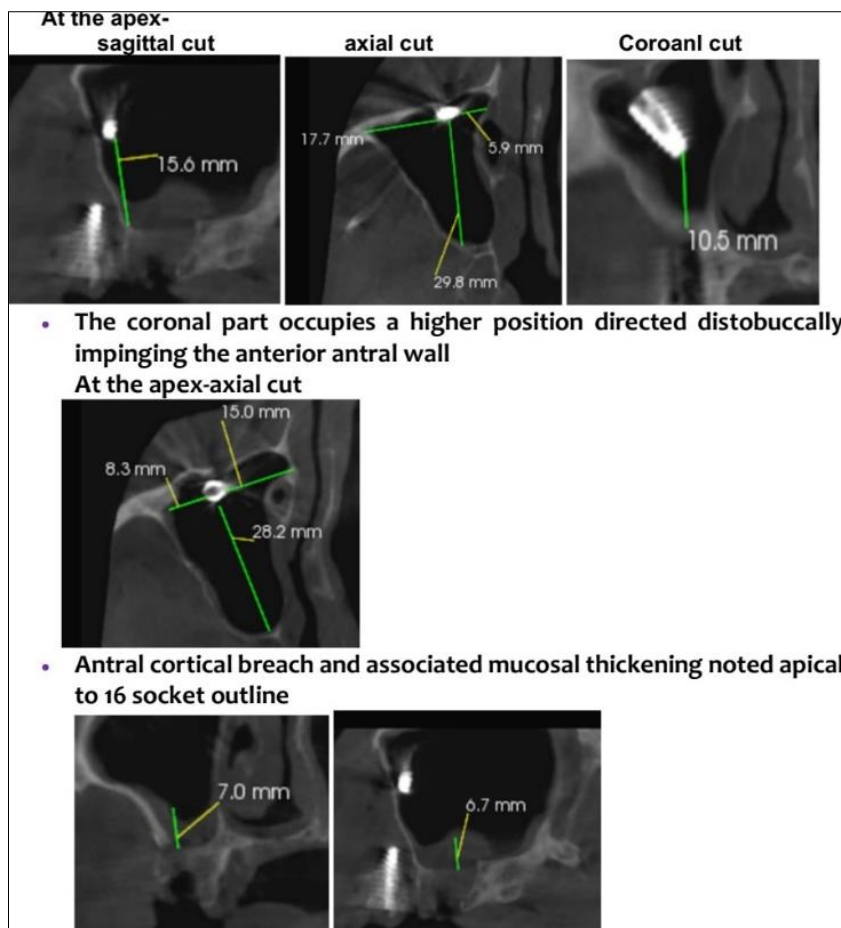 At the apex-
sagittal cut axial cut Coroanl cut
15.6 mm
17.7 mm
5.9 mm
29.8 mm
10.5 mm
• The coronal part occupies a higher position directed distobuccally
impinging the anterior antral wall
At the apex-axial cut
15.0 mm
8.3 mm
28.2 mm
• Antral cortical breach and associated mucosal thickening noted apical
to 16 socket outline
7.0 mm
6.7 mm